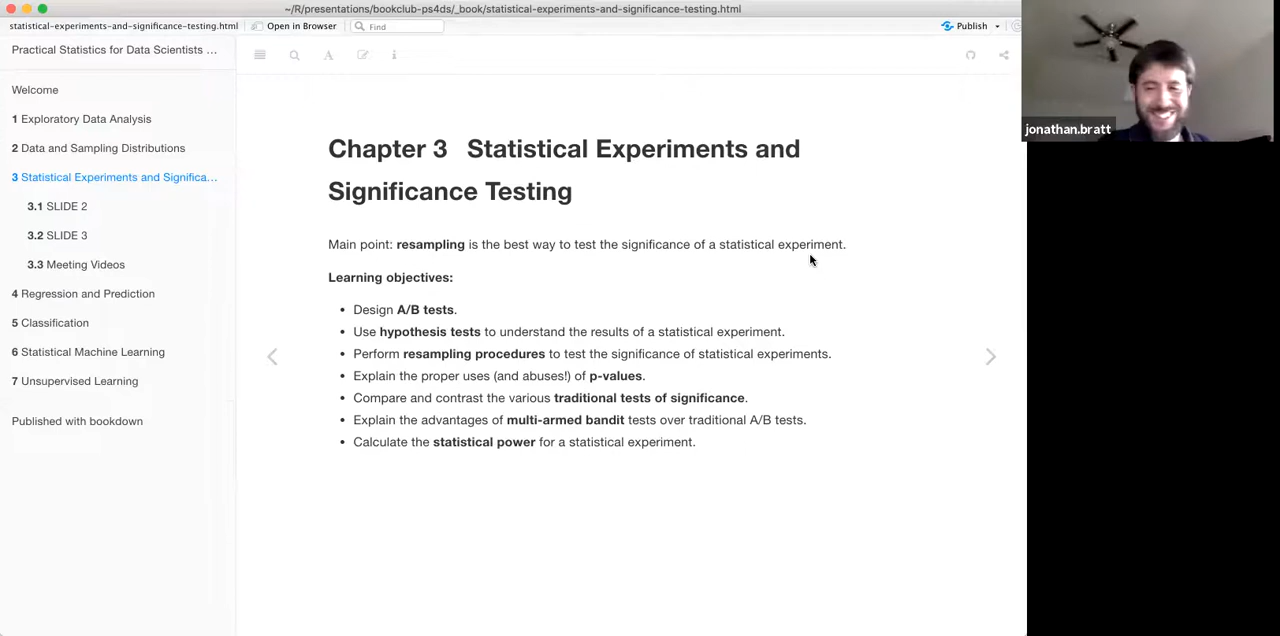 ~/R/presentations/bookclub-ps4ds/_book/statistical-experiments-and-significance-testing.html
statistical-experiments-and-significance-testing.html
Open in Browser
Find
Publish
Practical Statistics for Data Scientists ...
Welcome
1 Exploratory Data Analysis
2 Data and Sampling Distributions
3 Statistical Experiments and Significa...
3.1 SLIDE 2
3.2 SLIDE 3
3.3 Meeting Videos
4 Regression and Prediction
5 Classification
6 Statistical Machine Learning
7 Unsupervised Learning
Published with bookdown
A
i
Chapter 3 Statistical Experiments and
Significance Testing
Main point: resampling is the best way to test the significance of a statistical experiment.
Learning objectives:
• Design A/B tests.
• Use hypothesis tests to understand the results of a statistical experiment.
• Perform resampling procedures to test the significance of statistical experiments.
• Explain the proper uses (and abuses!) of p-values.
• Compare and contrast the various traditional tests of significance.
• Explain the advantages of multi-armed bandit tests over traditional A/B tests.
• Calculate the statistical power for a statistical experiment.
jonathan.bratt